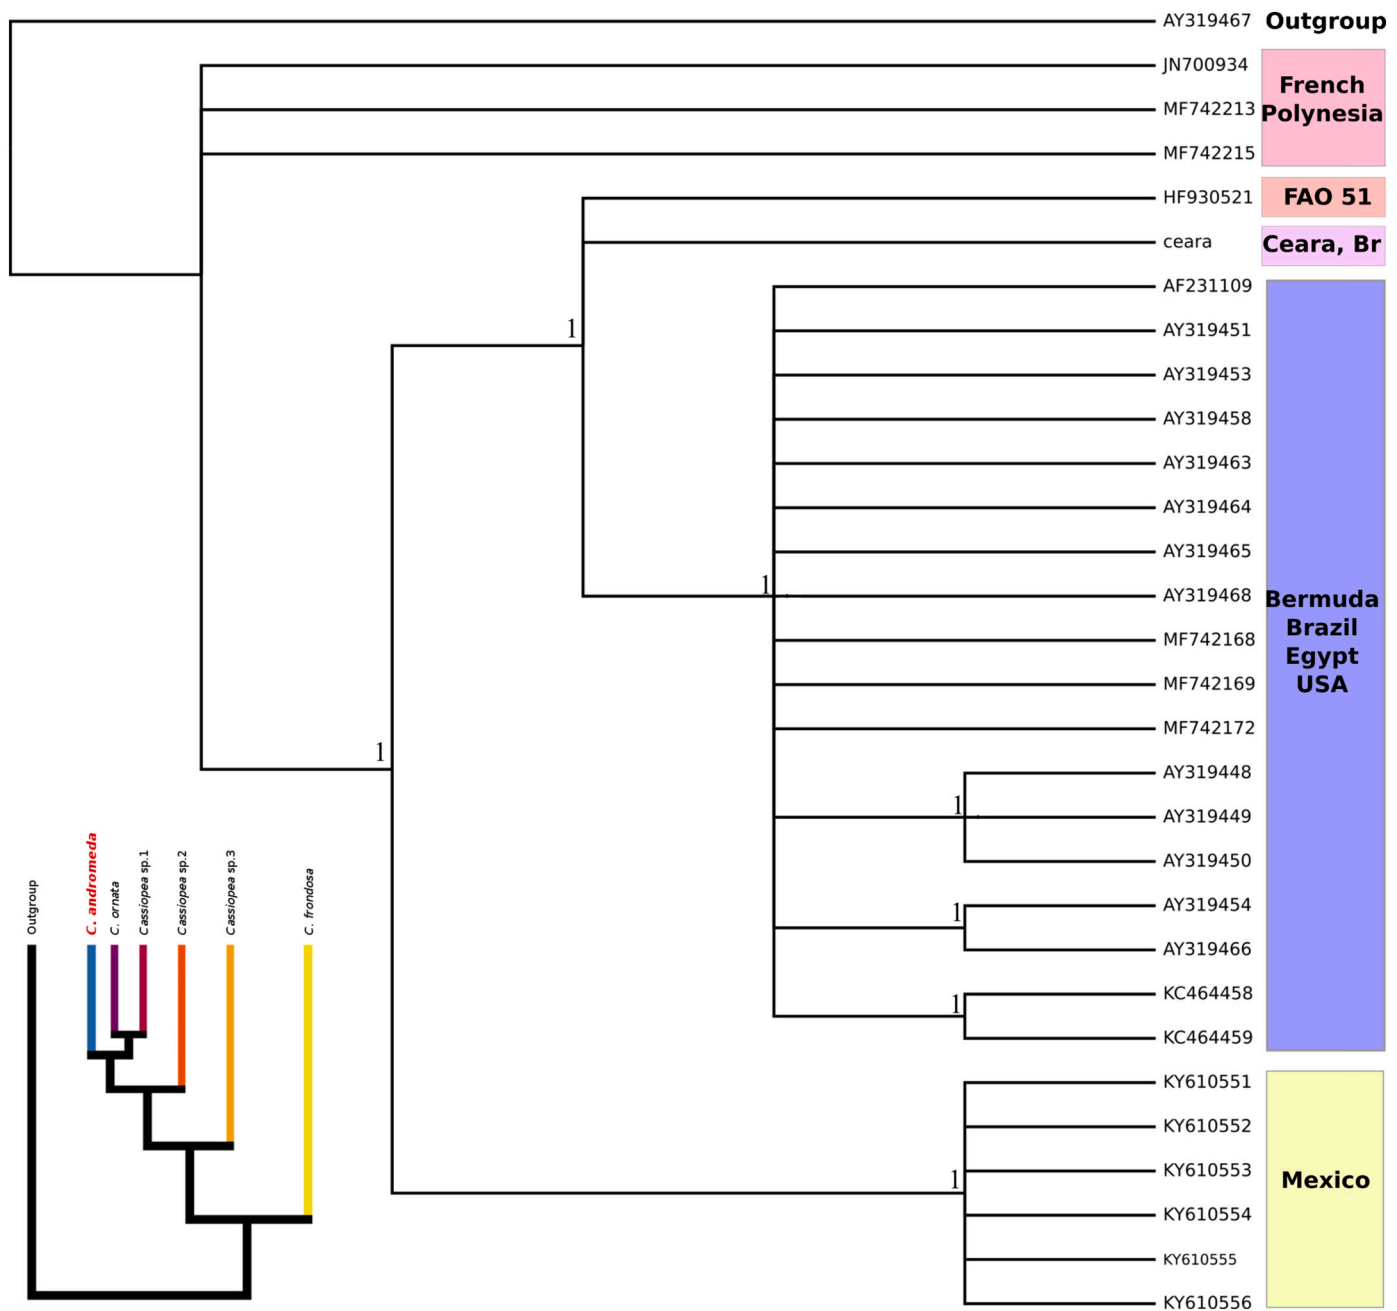 AY319467 Outgroup
JN700934
MF742213
MF742215
French
Polynesia
HF930521 FAO 51
ceara Ceara, Br
AF231109
AY319451
AY319453
AY319458
AY319463
AY319464
AY319465
AY319468
MF742168
MF742169
MF742172
AY319448
AY319449
AY319450
AY319454
AY319466
KC464458
KC464459
Bermuda
Brazil
Egypt
USA
KY610551
KY610552
KY610553
KY610554
KY610555
KY610556
Mexico
1
1
1
1
1
1
1
Outgroup
C. andromeda
C. ornata
Cassiopea sp.1
Cassiopea sp.2
Cassiopea sp.3
C. frondosa